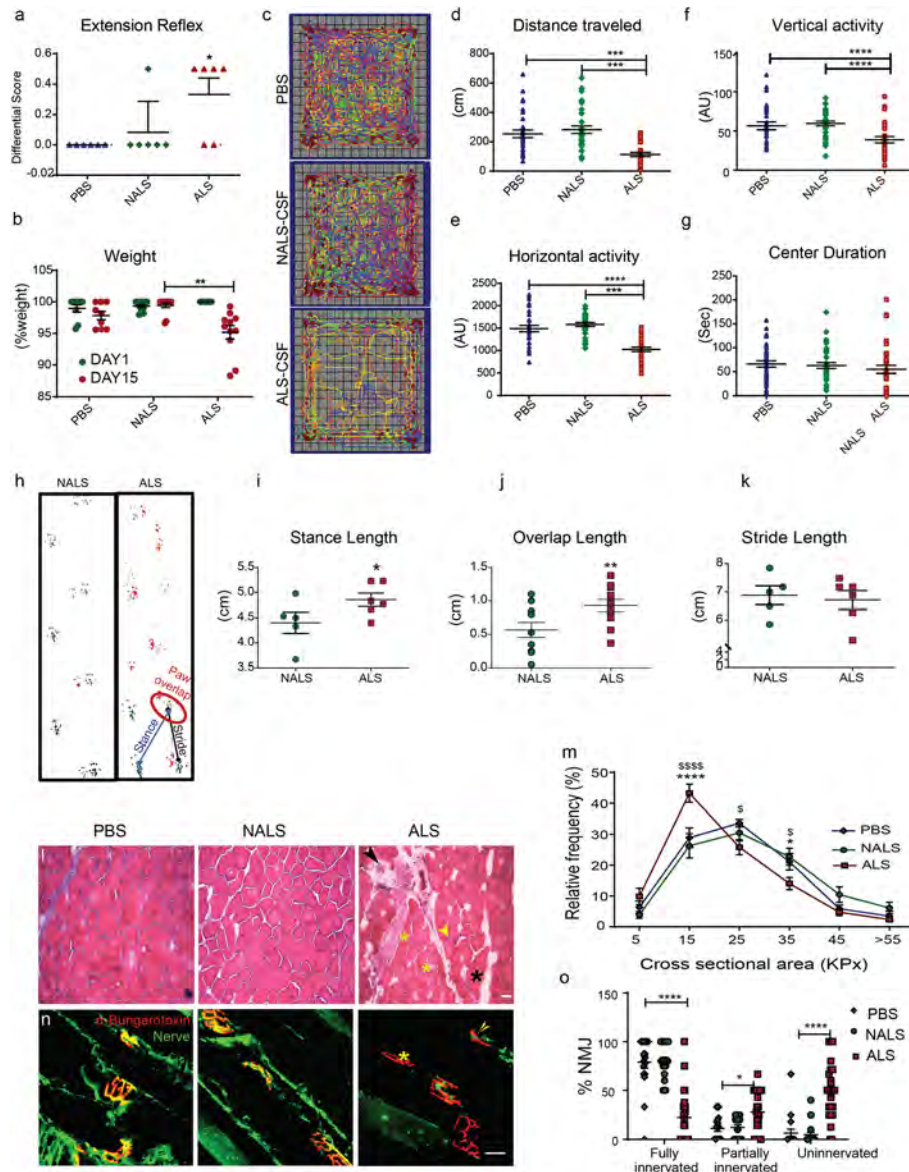 a
Extension Reflex
Differential Score
0.6
0.4
0.2
0.0
-0.02
*
PBS
NALS
ALS
b
Weight
(%weight)
105
100
95
90
85
**
DAY1
DAY15
PBS
NALS
ALS
c
PBS
NALS-CSF
ALS-CSF
d
Distance traveled
(cm)
800
600
400
200
0
***
***
PBS
NALS
ALS
e
Horizontal activity
(AU)
2500
2000
1500
1000
500
0
****
***
PBS
NALS
ALS
f
Vertical activity
(AU)
150
100
50
0
****
****
PBS
NALS
ALS
g
Center Duration
(Sec)
200
150
100
50
0
PBS
NALS
ALS
NALS
h
NALS
ALS
Paw
overlap
Stance
Stride
i
Stance Length
(cm)
5.5
5.0
4.5
4.0
3.5
*
NALS
ALS
j
Overlap Length
(cm)
1.5
1.0
0.5
0.0
**
NALS
ALS
k
Stride Length
(cm)
8
7
6
NALS
ALS
l
PBS
NALS
ALS
*
*
*
m
Relative frequency (%)
50
40
30
20
10
0
$$$$
****
$
$
*
PBS
NALS
ALS
5
15
25
35
45
>55
Cross sectional area (KPx)
n
α-Bungarotoxin
Nerve
*
o
% NMJ
150
100
50
0
****
*
****
PBS
NALS
ALS
Fully
innervated
Partially
innervated
Uninnervated